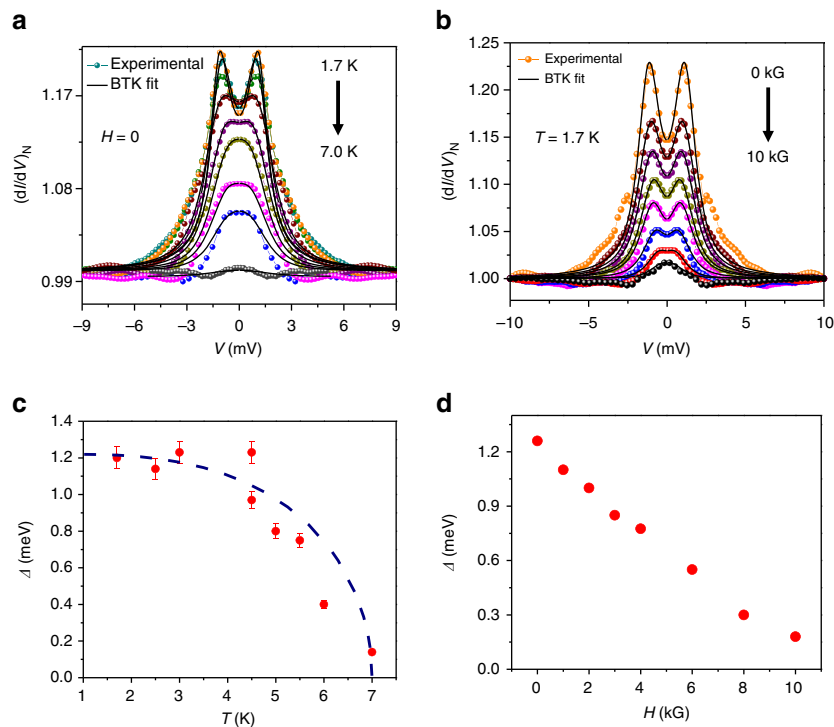 a
Experimental
BTK fit
H = 0
1.7 K
7.0 K
1.17
1.08
0.99
(dI/dV)N
–9 –6 –3 0 3 6 9
V (mV)
b
Experimental
BTK fit
T = 1.7 K
0 kG
10 kG
1.25
1.20
1.15
1.10
1.05
1.00
(dI/dV)N
–10 –5 0 5 10
V (mV)
c
1.4
1.2
1.0
0.8
0.6
0.4
0.2
0.0
Δ (meV)
1 2 3 4 5 6 7
T (K)
d
1.2
0.9
0.6
0.3
0.0
Δ (meV)
0 2 4 6 8 10
H (kG)